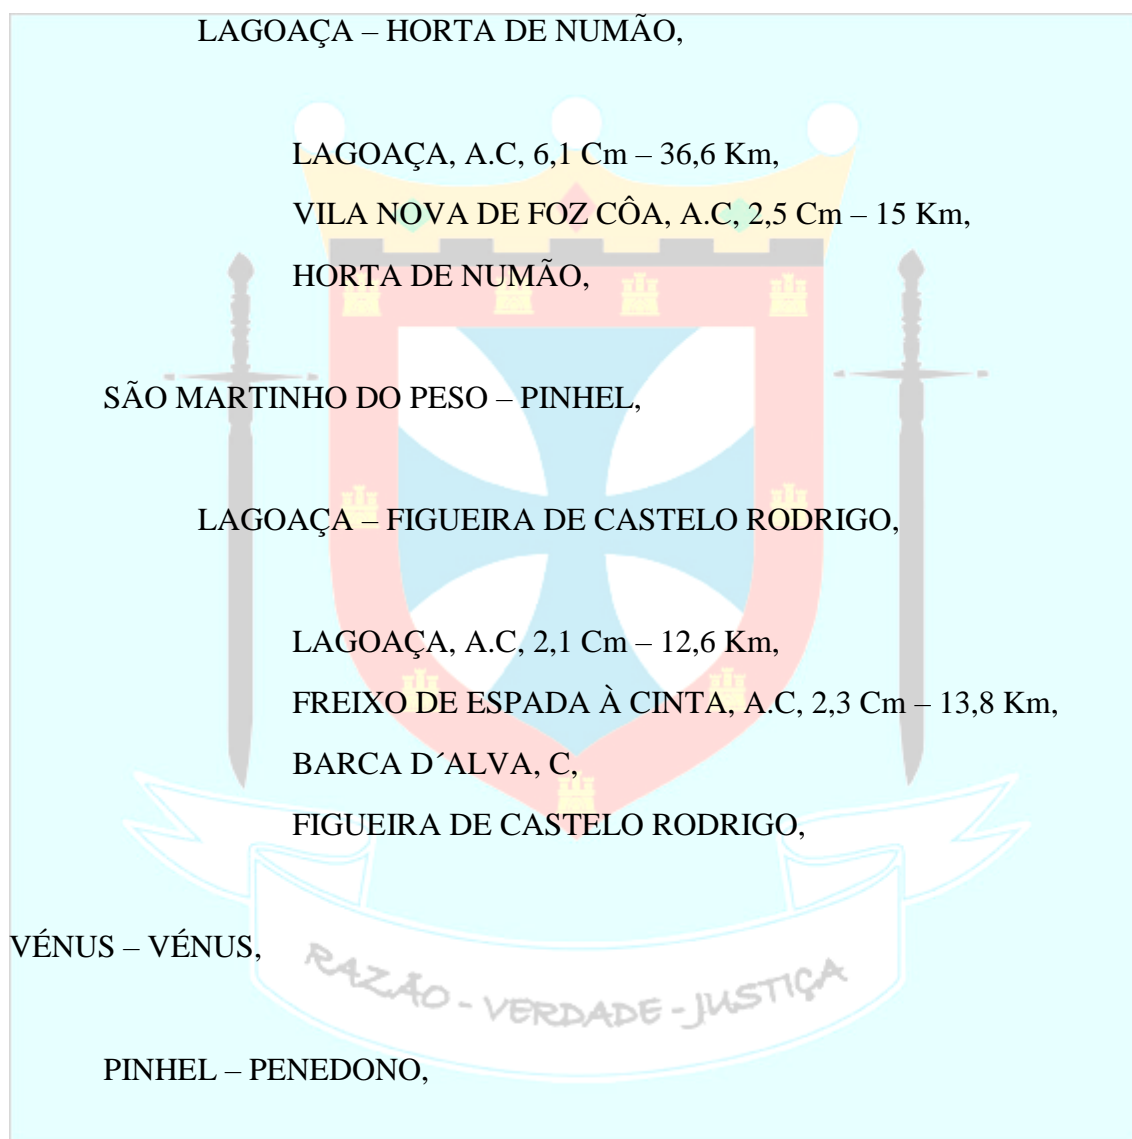 LAGOAÇA – HORTA DE NUMÃO,
LAGOAÇA, A.C, 6,1 Cm – 36,6 Km,
VILA NOVA DE FOZ CÔA, A.C, 2,5 Cm – 15 Km,
HORTA DE NUMÃO,
SÃO MARTINHO DO PESO – PINHEL,
LAGOAÇA – FIGUEIRA DE CASTELO RODRIGO,
LAGOAÇA, A.C, 2,1 Cm – 12,6 Km,
FREIXO DE ESPADA À CINTA, A.C, 2,3 Cm – 13,8 Km,
BARCA D´ALVA, C,
FIGUEIRA DE CASTELO RODRIGO,
VÉNUS – VÉNUS,
RAZÃO - VERDADE - JUSTIÇA
PINHEL – PENEDONO,